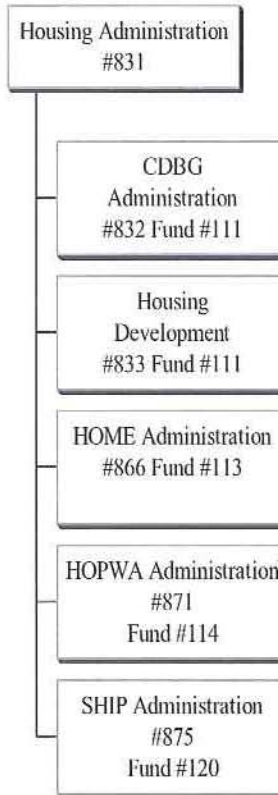 Housing Administration
#831
CDBG
Administration
#832 Fund #111
Housing
Development
#833 Fund #111
HOME Administration
#866 Fund #113
HOPWA Administration
#871
Fund #114
SHIP Administration
#875
Fund #120